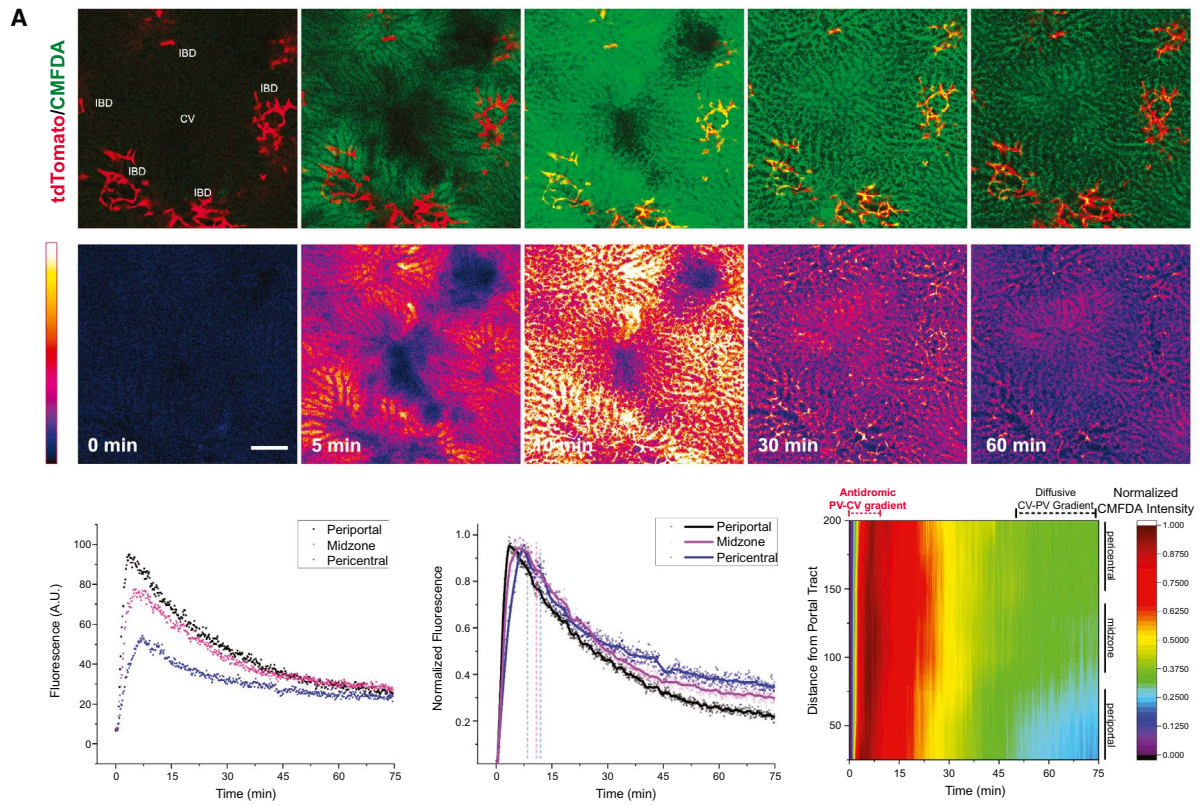 A
tdTomato/CMFDA
IBD
IBD
IBD
CV
IBD
IBD
0 min
5 min
10 min
30 min
60 min
Fluorescence (A.U.)
100
80
60
40
20
0
0
15
30
45
60
75
Time (min)
Periportal
Midzone
Pericentral
Normalized Fluorescence
1.0
0.8
0.6
0.4
0.2
0
15
30
45
60
75
Time (min)
Periportal
Midzone
Pericentral
Antidromic
PV-CV gradient
Diffusive
CV-PV Gradient
Normalized
CMFDA Intensity
Distance from Portal Tract
200
150
100
50
0
15
30
45
60
75
Time (min)
pericentral
midzone
periportal
1.000
0.8750
0.7500
0.6250
0.5000
0.3750
0.2500
0.1250
0.000